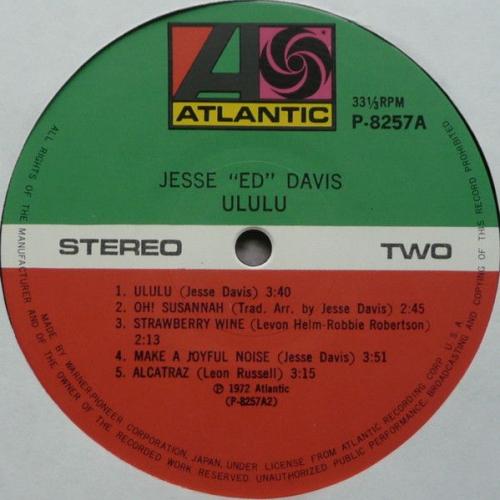 ATLANTIC
33⅓RPM
P-8257A
JESSE "ED" DAVIS
ULULU
STEREO
TWO
1. ULULU (Jesse Davis) 3:40
2. OH! SUSANNAH (Trad. Arr. by Jesse Davis) 2:45
3. STRAWBERRY WINE (Levon Helm-Robbie Robertson)
2:13
4. MAKE A JOYFUL NOISE (Jesse Davis) 3:51
5. ALCATRAZ (Leon Russell) 3:15
℗ 1972 Atlantic
(P-8257A2)
ALL RIGHTS OF THE MANUFACTURER AND OF THE OWNER OF THE RECORDED WORK RESERVED. UNAUTHORIZED PUBLIC PERFORMANCE, BROADCASTING AND COPYING OF THIS RECORD PROHIBITED
MADE BY WARNER-PIONEER CORPORATION, JAPAN, UNDER LICENSE FROM ATLANTIC RECORDING CORP. U.S.A.